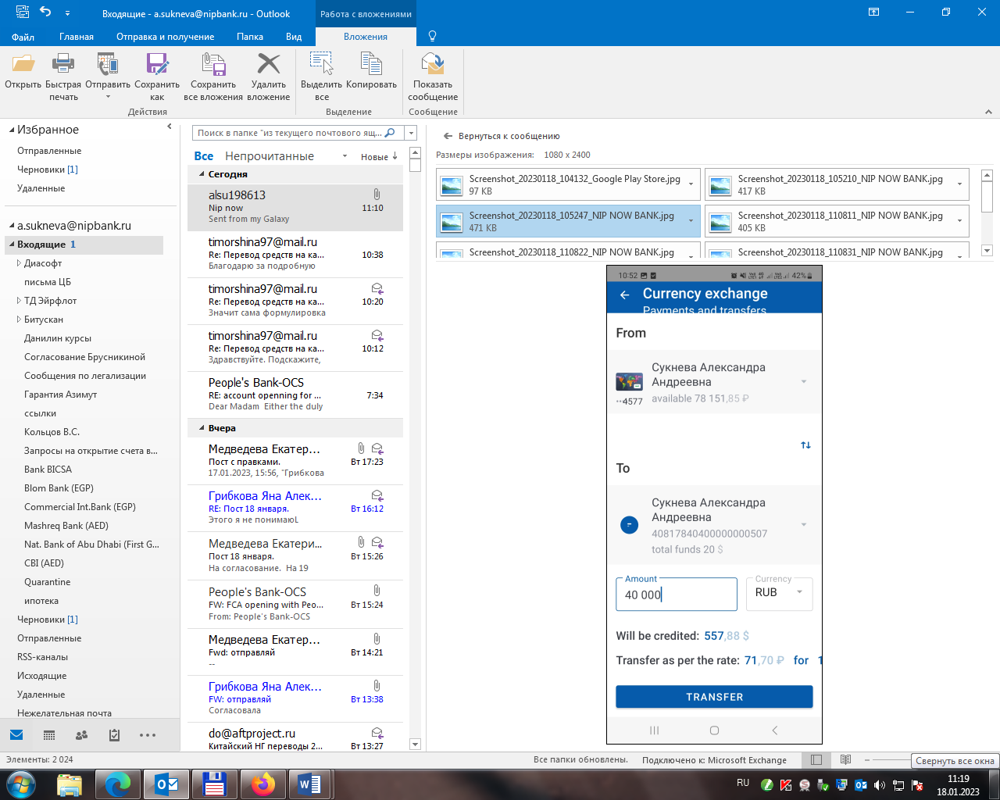 Входящие - a.sukneva@nipbank.ru - Outlook
Работа с вложениями
Файл
Главная
Отправка и получение
Папка
Вид
Вложения
Открыть
Быстрая печать
Отправить
Сохранить как
Сохранить все вложения
Удалить вложение
Выделить все
Копировать
Показать сообщение
Действия
Выделение
Сообщение
Избранное
Отправленные
Черновики [1]
Удаленные
a.sukneva@nipbank.ru
Входящие 1
Диасофт
письма ЦБ
ТД Эйрфлот
Битускан
Данилин курсы
Согласование Брусникиной
Сообщения по легализации
Гарантия Азимут
ссылки
Кольцов В.С.
Запросы на открытие счета в...
Bank BICSA
Blom Bank (EGP)
Commercial Int.Bank (EGP)
Mashreq Bank (AED)
Nat. Bank of Abu Dhabi (First G...
CBI (AED)
Quarantine
ипотека
Черновики [1]
Отправленные
RSS-каналы
Исходящие
Удаленные
Нежелательная почта
Поиск в папке "из текущего почтового ящ...
Все Непрочитанные Новые
Сегодня
alsu198613
Nip now 11:10
Sent from my Galaxy
timorshina97@mail.ru
Re: Перевод средств на ка... 10:38
Благодарю за подробную
timorshina97@mail.ru
Re: Перевод средств на ка... 10:20
Значит сама формулировка
timorshina97@mail.ru
Re: Перевод средств на ка... 10:12
Здравствуйте. Подскажите,
People's Bank-OCS
RE: account openning for ... 7:34
Dear Madam Either the duly
Вчера
Медведева Екатер...
Пост с правками. Вт 17:23
17.01.2023, 15:56, "Грибкова
Грибкова Яна Алек...
RE: Пост 18 января. Вт 16:12
Этого я не понимаюL
Медведева Екатери...
Пост 18 января. Вт 15:26
На согласование. На 19
People's Bank-OCS
FW: FCA opening with Peo... Вт 15:24
From: People's Bank-OCS
Медведева Екатер...
Fwd: отправляй Вт 14:21
--
Грибкова Яна Алек...
FW: отправляй Вт 13:38
Согласовала
do@aftproject.ru
Китайский НГ переводы 2... Вт 13:27
Вернуться к сообщению
Размеры изображения: 1080 x 2400
Screenshot_20230118_104132_Google Play Store.jpg
97 KB
Screenshot_20230118_105210_NIP NOW BANK.jpg
417 KB
Screenshot_20230118_105247_NIP NOW BANK.jpg
471 KB
Screenshot_20230118_110811_NIP NOW BANK.jpg
405 KB
Screenshot_20230118_110822_NIP NOW BANK.jpg
Screenshot_20230118_110831_NIP NOW BANK.jpg
10:52 42%
Currency exchange
Payments and transfers
From
Сукнева Александра
Андреевна
··4577 available 78 151,85 ₽
To
Сукнева Александра
Андреевна
40817840400000000507
total funds 20 $
Amount
40 000
Currency
RUB
Will be credited: 557,88 $
Transfer as per the rate: 71,70 ₽ for 1
TRANSFER
Элементы: 2 024
Все папки обновлены.
Подключено к: Microsoft Exchange
Свернуть все окна
RU
11:19
18.01.2023